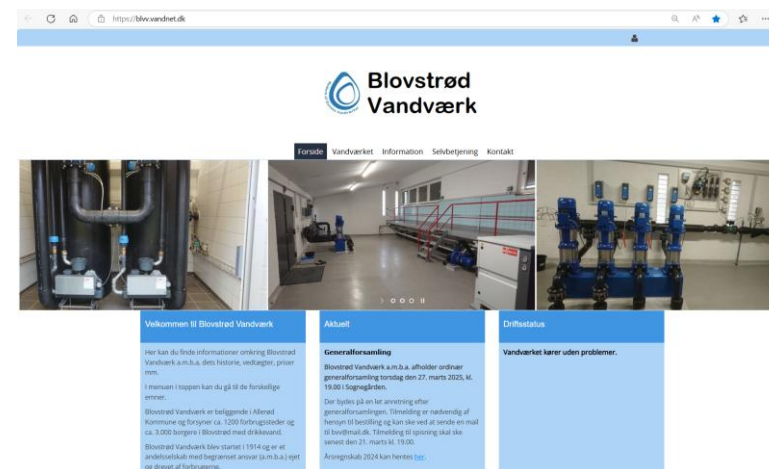 https://blvv.vandnet.dk
Blovstrød
Vandværk
Forside Vandværket Information Selvbetjening Kontakt
Velkommen til Blovstrød Vandværk
Her kan du finde informationer omkring Blovstrød
Vandværk a.m.b.a, dets historie, vedtægter, priser
mm.
I menuen i toppen kan du gå til de forskellige
emner.
Blovstrød Vandværk er beliggende i Allerød
Kommune og forsyner ca. 1200 forbrugssteder og
ca. 3.000 borgere i Blovstrød med drikkevand.
Blovstrød Vandværk blev startet i 1914 og er et
andelsselskab med begrænset ansvar (a.m.b.a.) ejet
og drevet af forbrugerne.
Aktuelt
Generalforsamling
Blovstrød Vandværk a.m.b.a. afholder ordinær
generalforsamling torsdag den 27. marts 2025, kl.
19.00 i Sognegården.
Der bydes på en let anretning efter
generalforsamlingen. Tilmelding er nødvendig af
hensyn til bestilling og kan ske ved at sende en mail
til bvv@mail.dk. Tilmelding til spisning skal ske
senest den 21. marts kl. 19.00.
Årsregnskab 2024 kan hentes her.
Driftsstatus
Vandværket kører uden problemer.